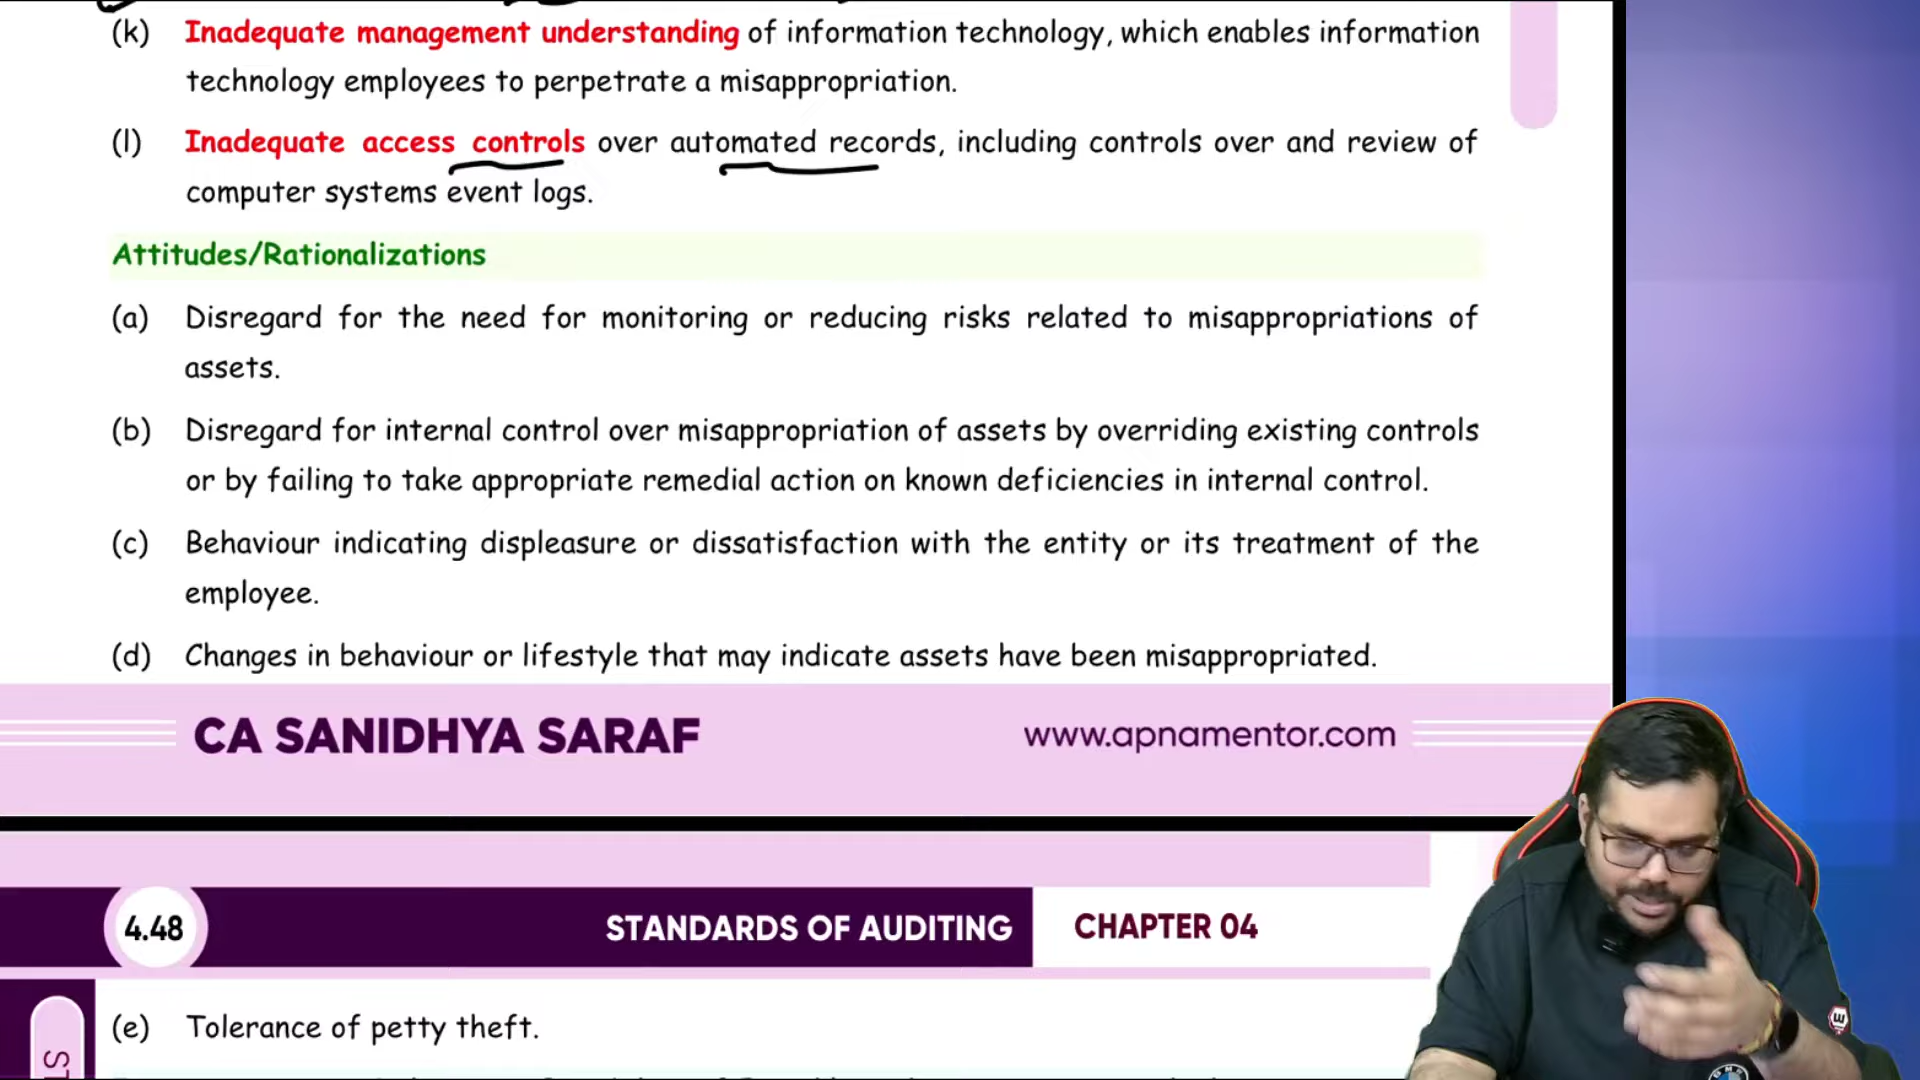 (k) Inadequate management understanding of information technology, which enables information
technology employees to perpetrate a misappropriation.
(l) Inadequate access controls over automated records, including controls over and review of
computer systems event logs.
Attitudes/Rationalizations
(a) Disregard for the need for monitoring or reducing risks related to misappropriations of
assets.
(b) Disregard for internal control over misappropriation of assets by overriding existing controls
or by failing to take appropriate remedial action on known deficiencies in internal control.
(c) Behaviour indicating displeasure or dissatisfaction with the entity or its treatment of the
employee.
(d) Changes in behaviour or lifestyle that may indicate assets have been misappropriated.
CA SANIDHYA SARAF
www.apnamentor.com
4.48
STANDARDS OF AUDITING
CHAPTER 04
(e) Tolerance of petty theft.